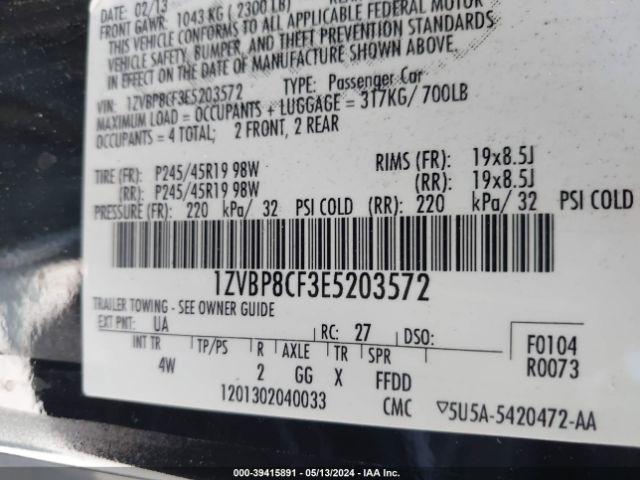 02/13
FRONT GAWR: 1043 KG ( 2300 LB)
THIS VEHICLE CONFORMS TO ALL APPLICABLE FEDERAL MOTOR
VEHICLE SAFETY, BUMPER, AND THEFT PREVENTION STANDARDS
IN EFFECT ON THE DATE OF MANUFACTURE SHOWN ABOVE.
VIN: 1ZVBP8CF3E5203572 TYPE: Passenger Car
MAXIMUM LOAD = OCCUPANTS + LUGGAGE = 317KG/ 700LB
OCCUPANTS = 4 TOTAL; 2 FRONT, 2 REAR
TIRE (FR): P245/45R19 98W RIMS (FR): 19x8.5J
(RR): P245/45R19 98W (RR): 19x8.5J
PRESSURE (FR): 220 kPa/ 32 PSI COLD (RR): 220 kPa/ 32 PSI COLD
1ZVBP8CF3E5203572
TRAILER TOWING - SEE OWNER GUIDE
EXT PNT: UA RC: 27 DSO: F0104
INT TR TP/PS R AXLE TR SPR R0073
4W 2 GG X FFDD
1201302040033 CMC ▽5U5A-5420472-AA
000-39415891 - 05/13/2024 - IAA Inc.